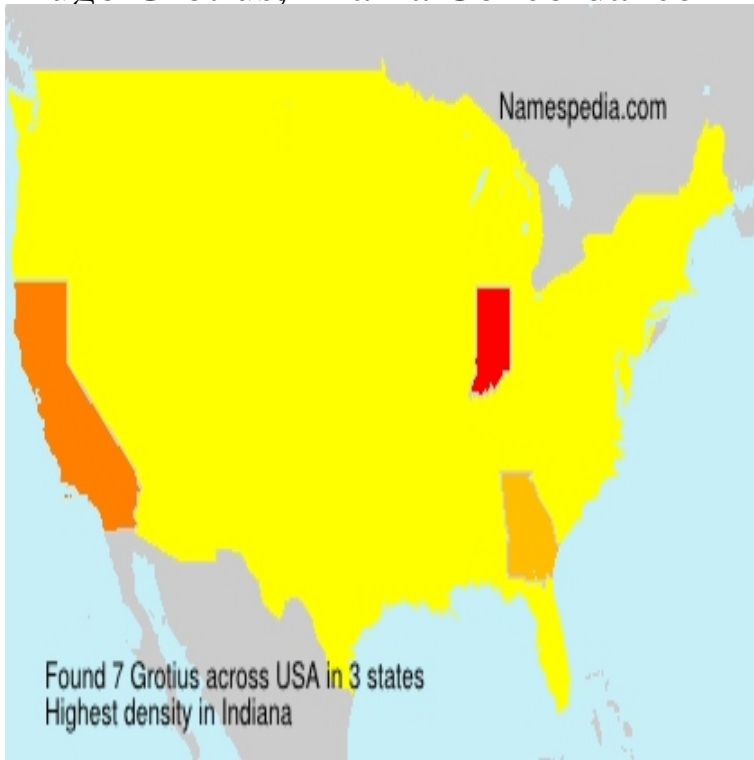 Namespedia.com
Found 7 Grotius across USA in 3 states
Highest density in Indiana